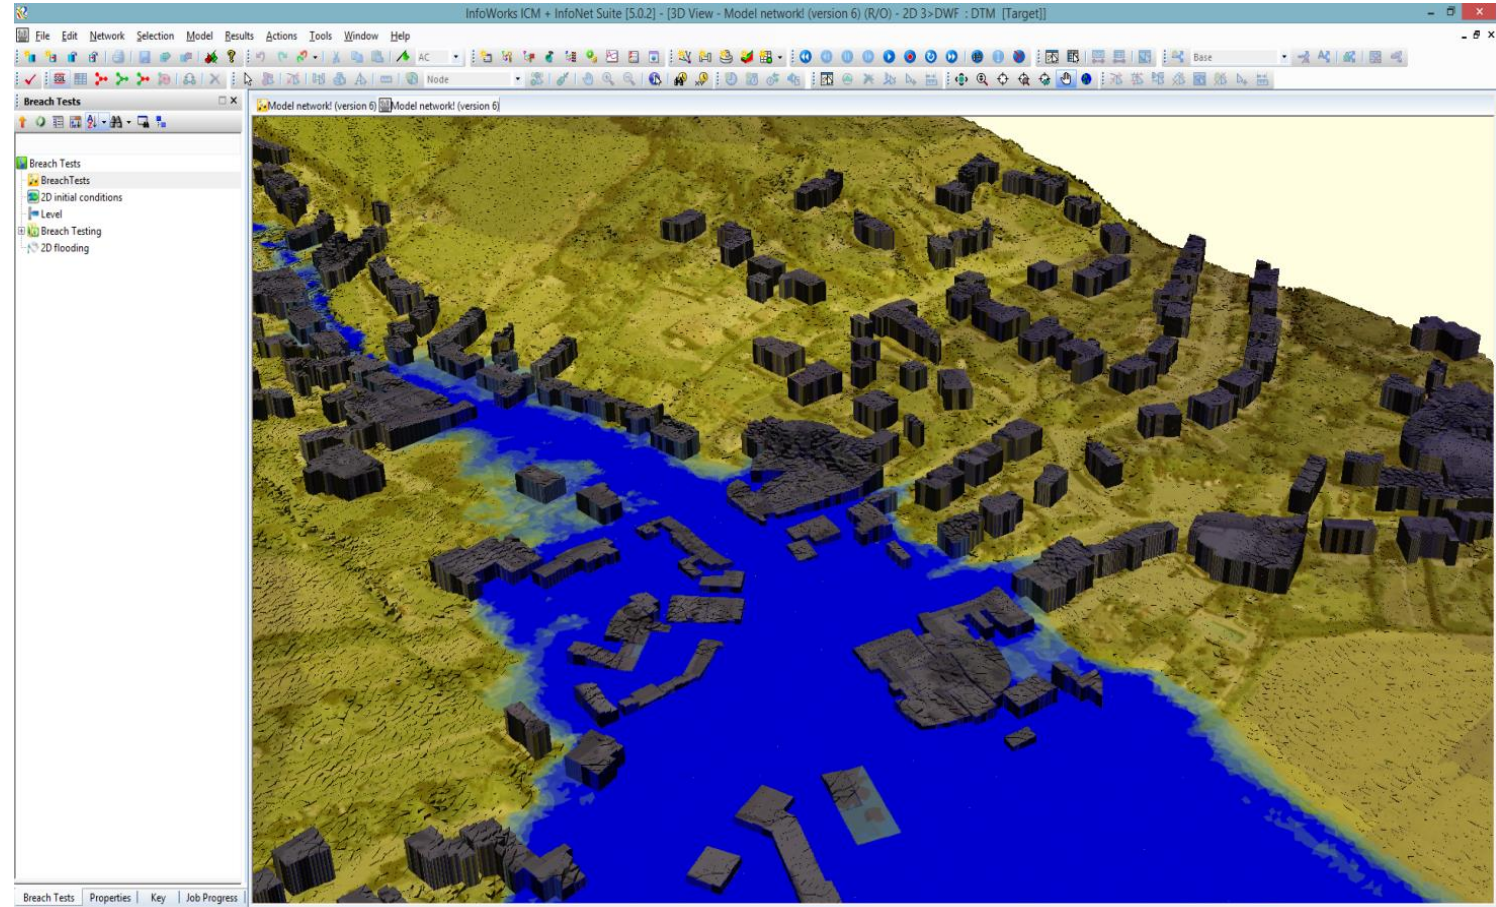 InfoWorks ICM + InfoNet Suite [5.0.2] - [3D View - Model network! (version 6) (R/O) - 2D 3>DWF : DTM [Target]]
File Edit Network Selection Model Results Actions Tools Window Help
AC Base
Node
Breach Tests
Model network! (version 6) Model network! (version 6)
Breach Tests
BreachTests
2D initial conditions
Level
Breach Testing
2D flooding
Breach Tests Properties Key Job Progress